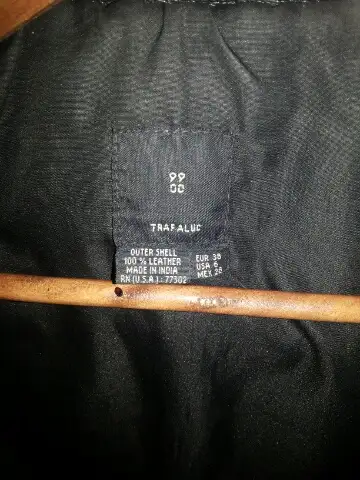 99
00
TRAFALUC
OUTER SHELL
100 % LEATHER
MADE IN INDIA
RN (U.S.A.) : 77302
EUR 38
USA 6
MEX 28